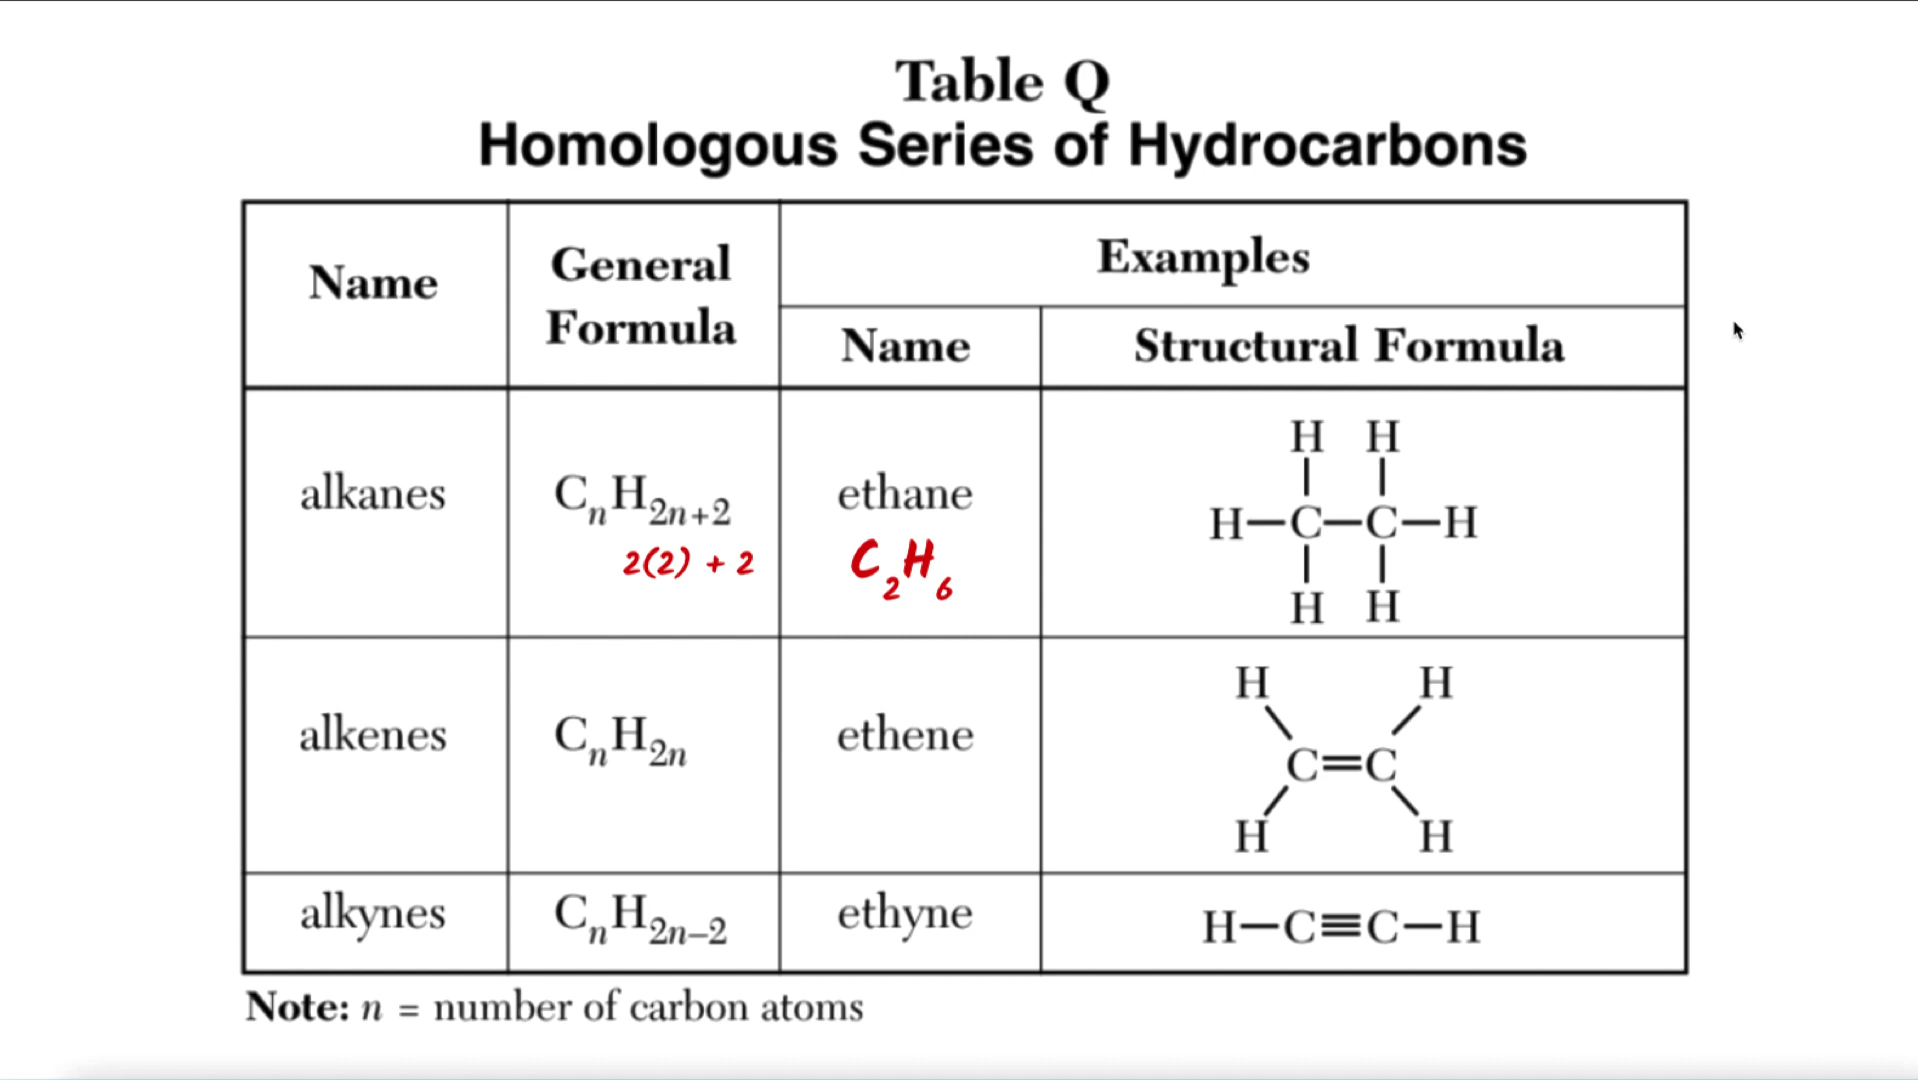 Table Q
Homologous Series of Hydrocarbons
Name
General
Formula
Examples
Name
Structural Formula
alkanes
CₙH₂ₙ₊₂
2(2) + 2
ethane
C₂H₆
H H
H—C—C—H
H H
alkenes
CₙH₂ₙ
ethene
H H
C=C
H H
alkynes
CₙH₂ₙ₋₂
ethyne
H—C≡C—H
Note: n = number of carbon atoms